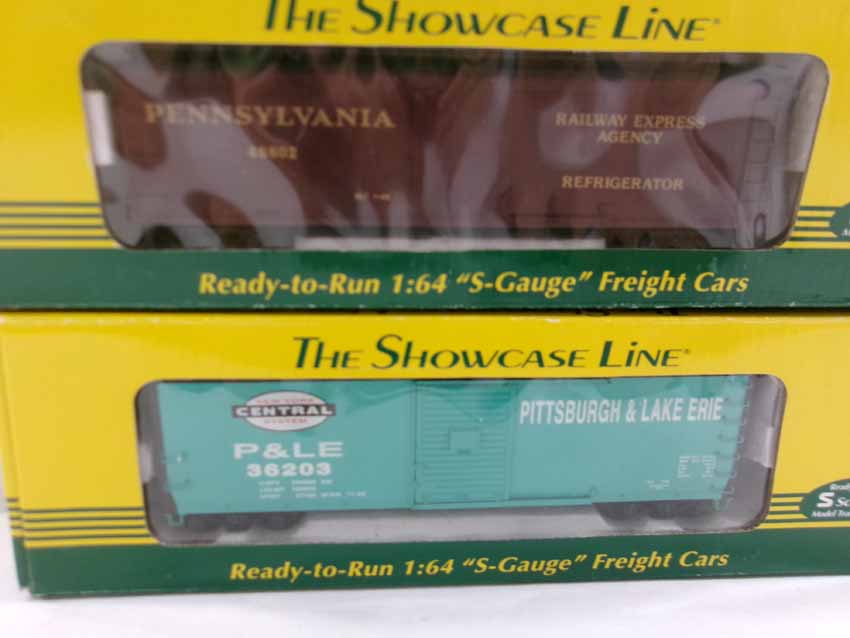 THE SHOWCASE LINE®
PENNSYLVANIA
RAILWAY EXPRESS
AGENCY
REFRIGERATOR
Ready-to-Run 1:64 "S-Gauge" Freight Cars
THE SHOWCASE LINE®
NEW YORK
CENTRAL
SYSTEM
PITTSBURGH & LAKE ERIE
P&LE
36203
Ready-to-Run 1:64 "S-Gauge" Freight Cars